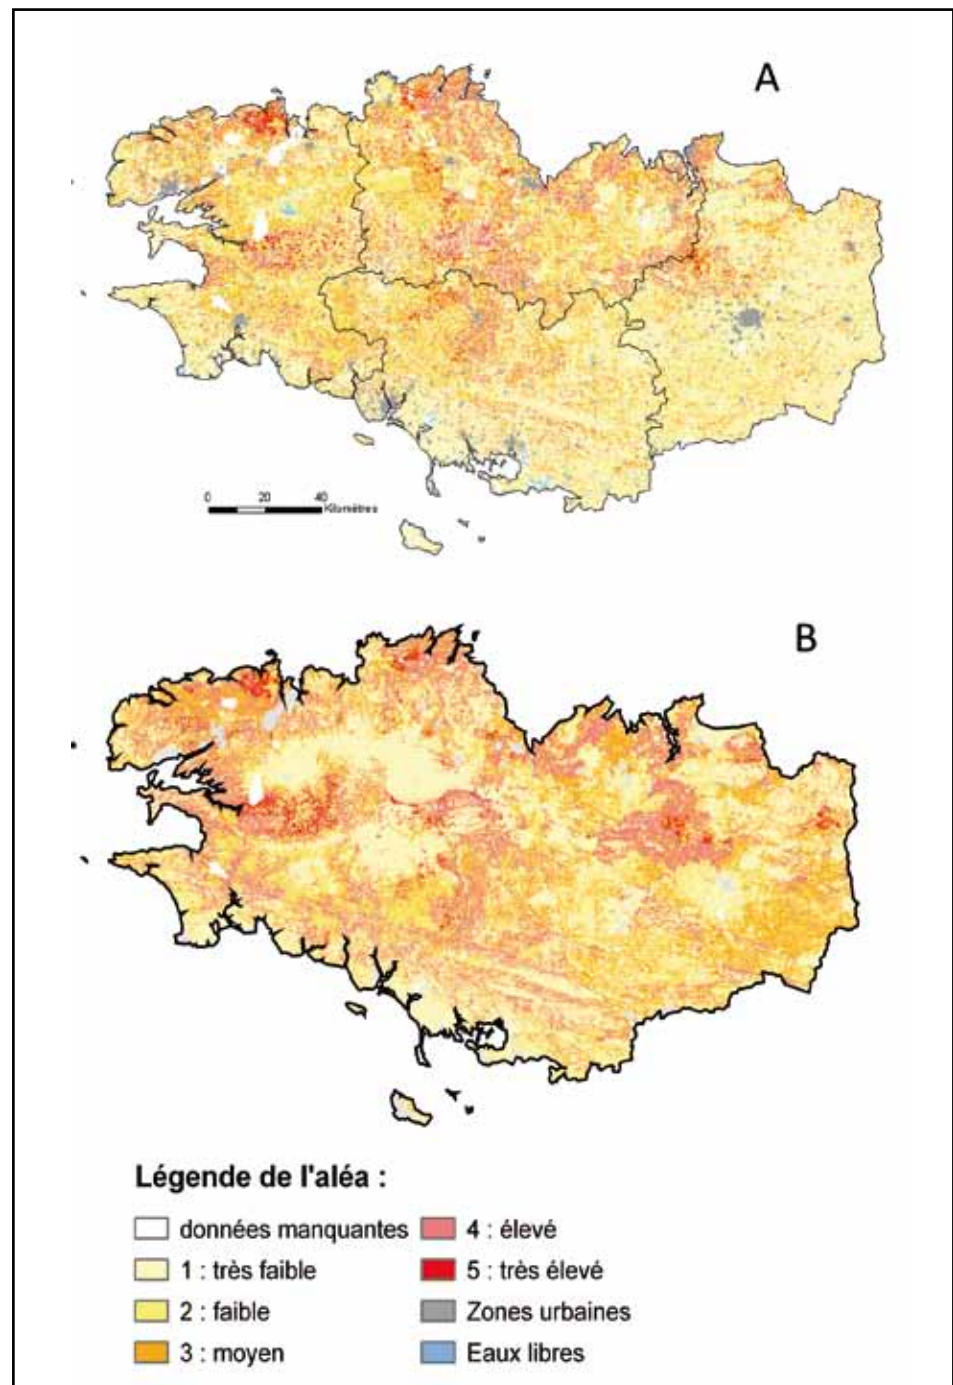 A
0 20 40
Kilomètres
B
Légende de l'aléa :
données manquantes
1 : très faible
2 : faible
3 : moyen
4 : élevé
5 : très élevé
Zones urbaines
Eaux libres